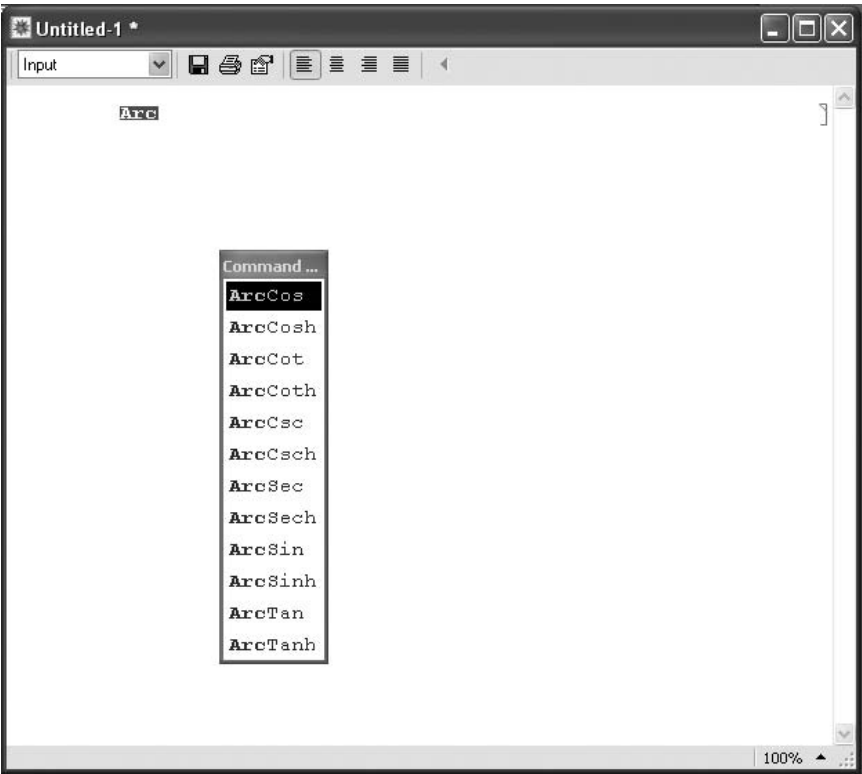 Untitled-1 *
Input
Arc
Command ...
ArcCos
ArcCosh
ArcCot
ArcCoth
ArcCsc
ArcCsch
ArcSec
ArcSech
ArcSin
ArcSinh
ArcTan
ArcTanh
100%